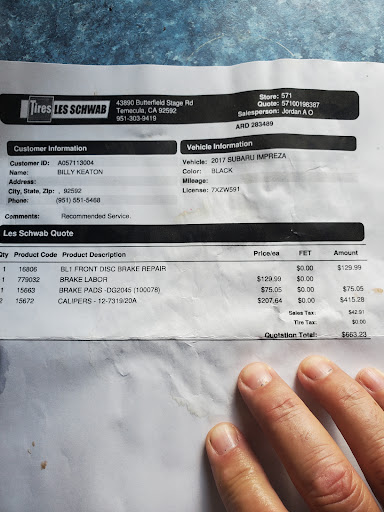 Tires LES SCHWAB
43890 Butterfield Stage Rd
Temecula, CA 92592
951-303-9419
Store: 571
Quote: 57100198387
Salesperson: Jordan A O
ARD 283489
Customer Information
Customer ID: A057113004
Name: BILLY KEATON
Address:
City, State, Zip: , 92592
Phone: (951) 551-5468
Vehicle Information
Vehicle: 2017 SUBARU IMPREZA
Color: BLACK
Mileage:
License: 7XZW591
Comments: Recommended Service.
Les Schwab Quote
Qty Product Code Product Description Price/ea FET Amount
1 16806 BL1 FRONT DISC BRAKE REPAIR $0.00 $129.99
1 779032 BRAKE LABOR $129.99 $0.00
1 15663 BRAKE PADS -DG2045 (100078) $75.05 $0.00 $75.05
2 15672 CALIPERS - 12-7319/20A $207.64 $0.00 $415.28
Sales Tax: $42.91
Tire Tax: $0.00
Quotation Total: $663.23